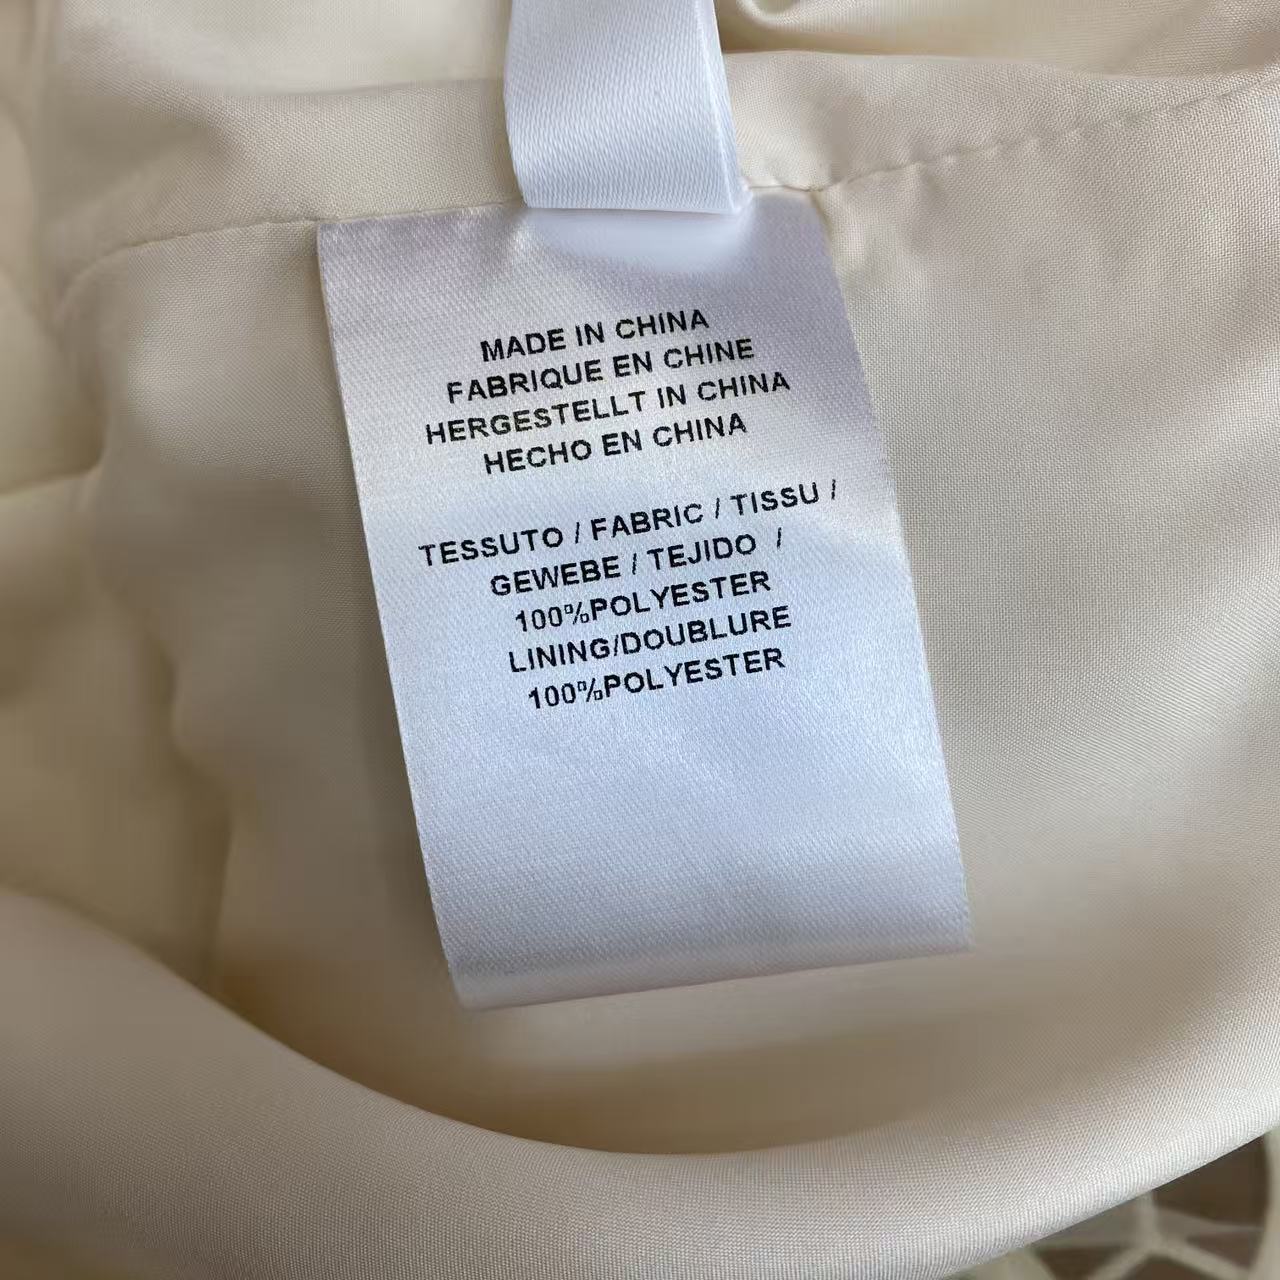 MADE IN CHINA
FABRIQUE EN CHINE
HERGESTELLT IN CHINA
HECHO EN CHINA
TESSUTO / FABRIC / TISSU /
GEWEBE / TEJIDO /
100%POLYESTER
LINING/DOUBLURE
100%POLYESTER